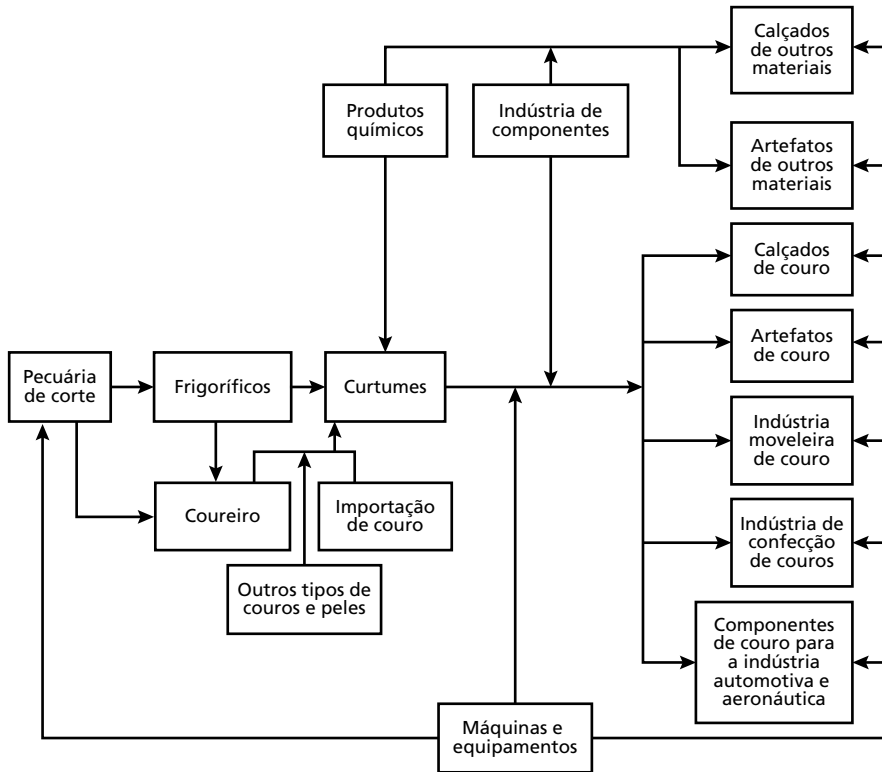 Calçados
de outros
materiais
Produtos
químicos
Indústria de
componentes
Artefatos
de outros
materiais
Calçados
de couro
Artefatos
de couro
Pecuária
de corte
Frigoríficos
Curtumes
Indústria
moveleira
de couro
Coureiro
Importação
de couro
Indústria de
confecção
de couros
Outros tipos de
couros e peles
Componentes
de couro para
a indústria
automotiva e
aeronáutica
Máquinas e
equipamentos